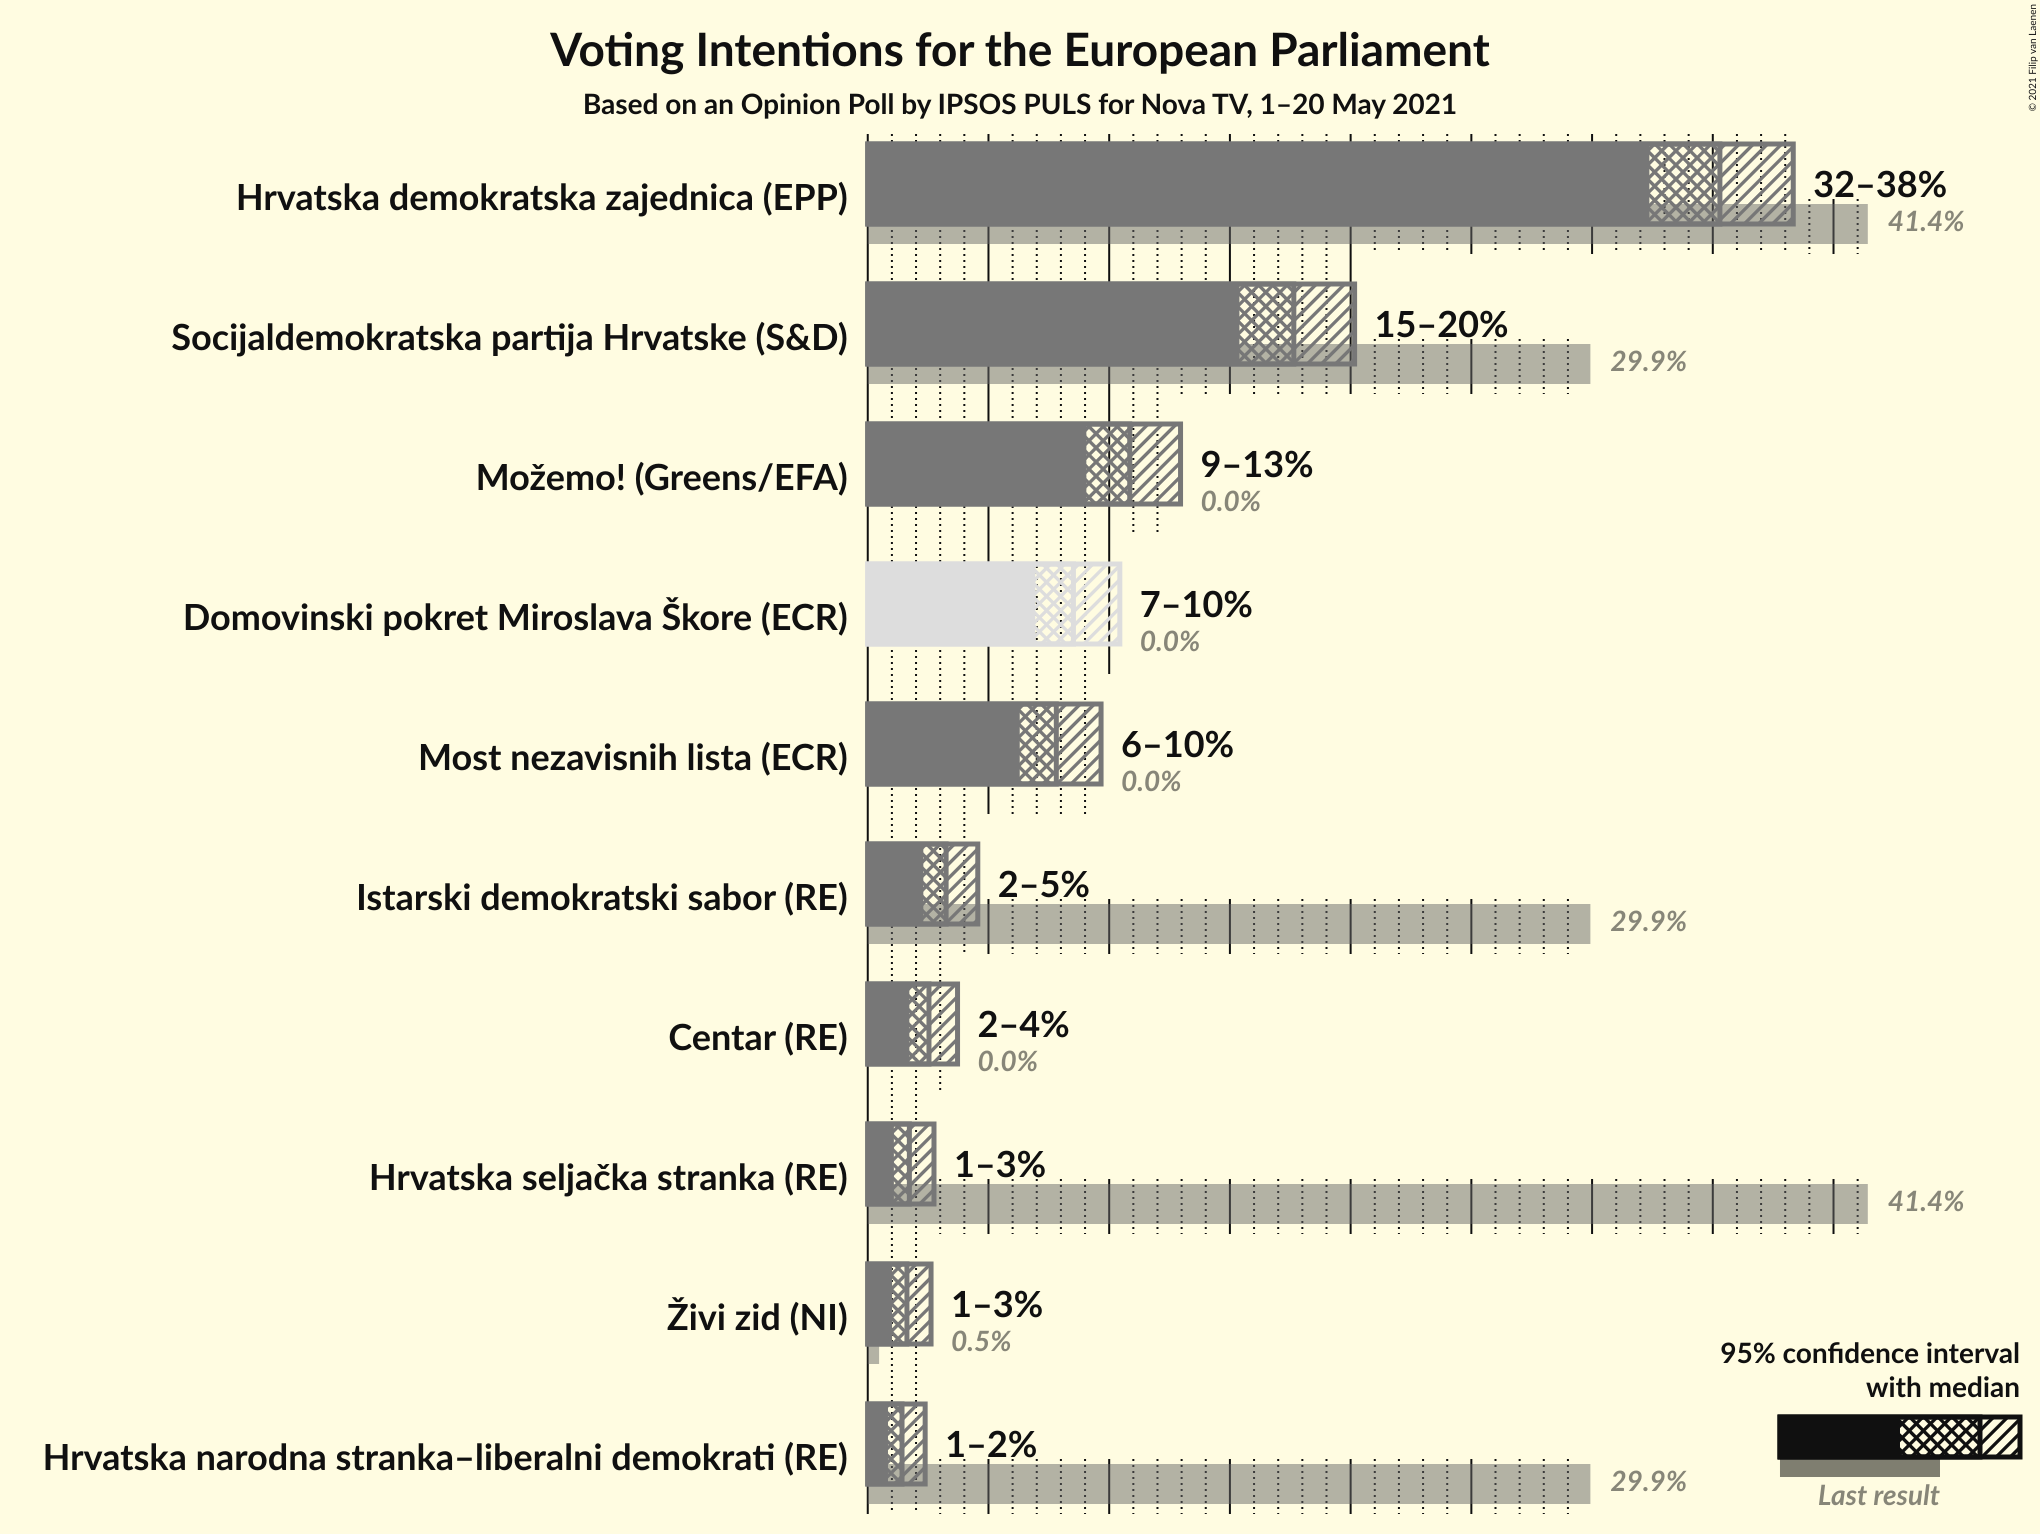 Voting Intentions for the European Parliament
Based on an Opinion Poll by IPSOS PULS for Nova TV, 1–20 May 2021
© 2021 Filip van Laenen
Hrvatska demokratska zajednica (EPP)
32–38%
41.4%
Socijaldemokratska partija Hrvatske (S&D)
15–20%
29.9%
Možemo! (Greens/EFA)
9–13%
0.0%
Domovinski pokret Miroslava Škore (ECR)
7–10%
0.0%
Most nezavisnih lista (ECR)
6–10%
0.0%
Istarski demokratski sabor (RE)
2–5%
29.9%
Centar (RE)
2–4%
0.0%
Hrvatska seljačka stranka (RE)
1–3%
41.4%
Živi zid (NI)
1–3%
0.5%
Hrvatska narodna stranka–liberalni demokrati (RE)
1–2%
29.9%
95% confidence interval
with median
Last result